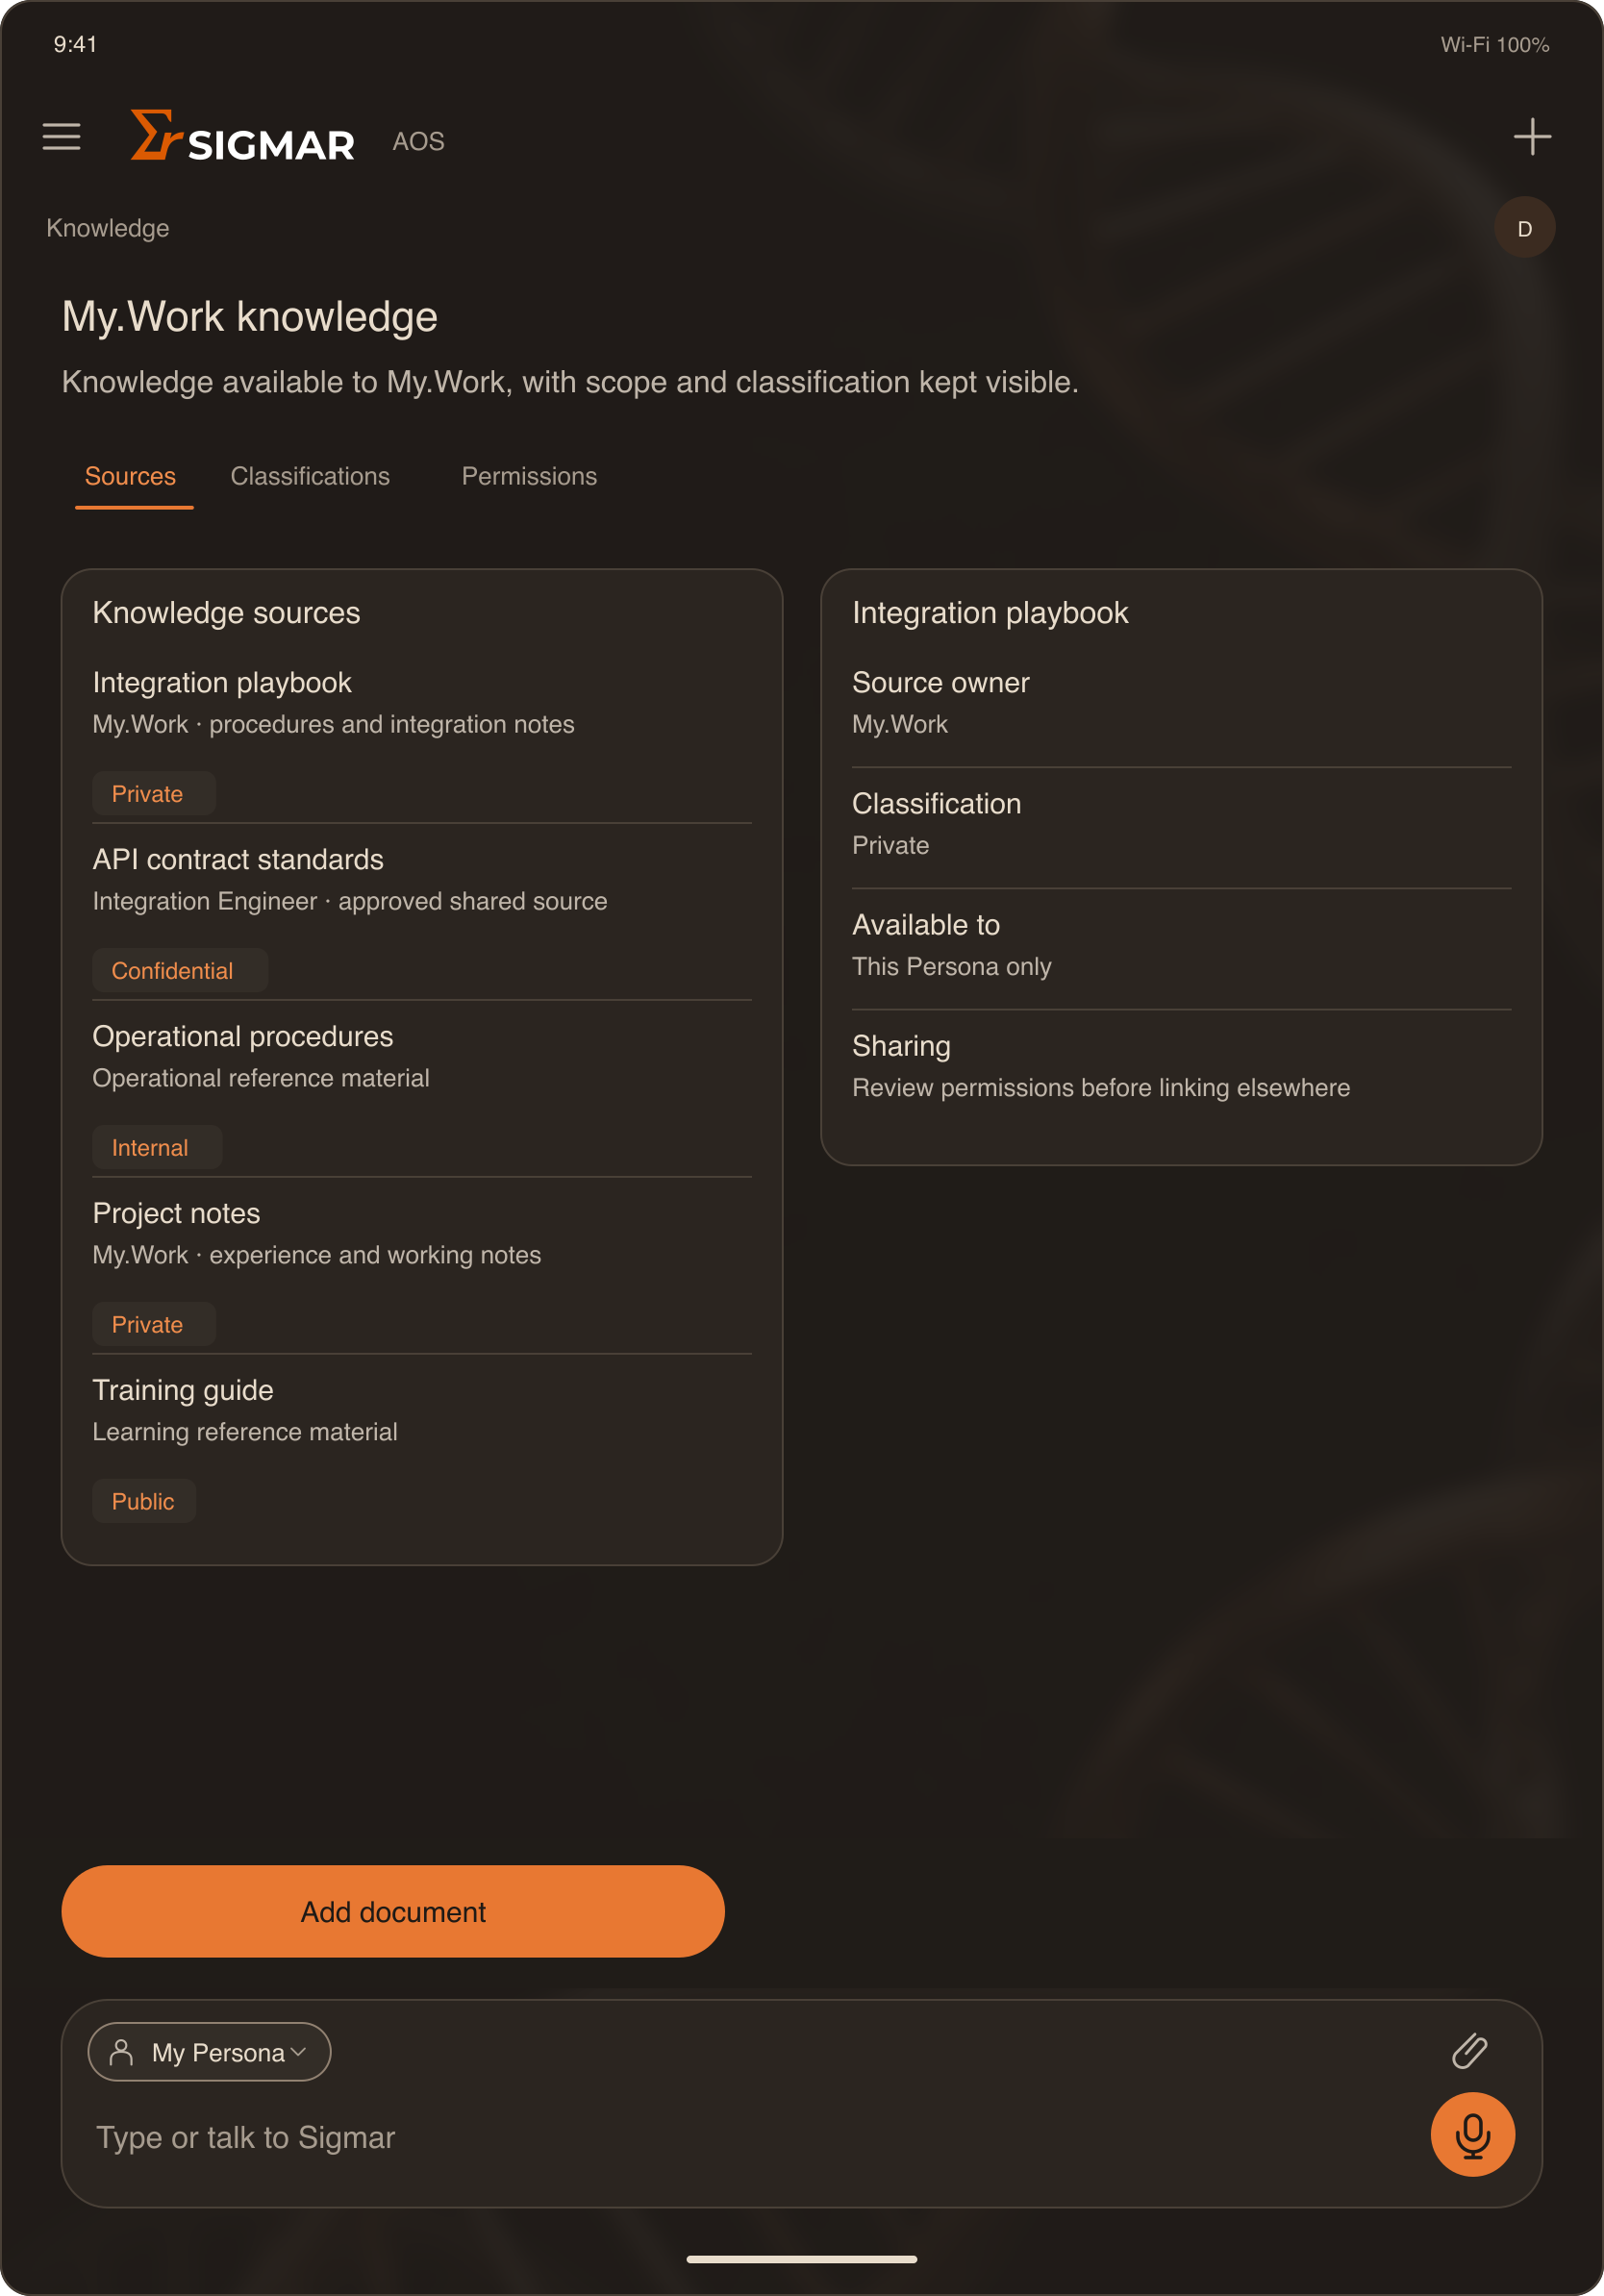 9:41
Wi-Fi 100%
Σr SIGMAR AOS
Knowledge
D
My.Work knowledge
Knowledge available to My.Work, with scope and classification kept visible.
Sources
Classifications
Permissions
Knowledge sources
Integration playbook
My.Work · procedures and integration notes
Private
API contract standards
Integration Engineer · approved shared source
Confidential
Operational procedures
Operational reference material
Internal
Project notes
My.Work · experience and working notes
Private
Training guide
Learning reference material
Public
Integration playbook
Source owner
My.Work
Classification
Private
Available to
This Persona only
Sharing
Review permissions before linking elsewhere
Add document
My Persona
Type or talk to Sigmar